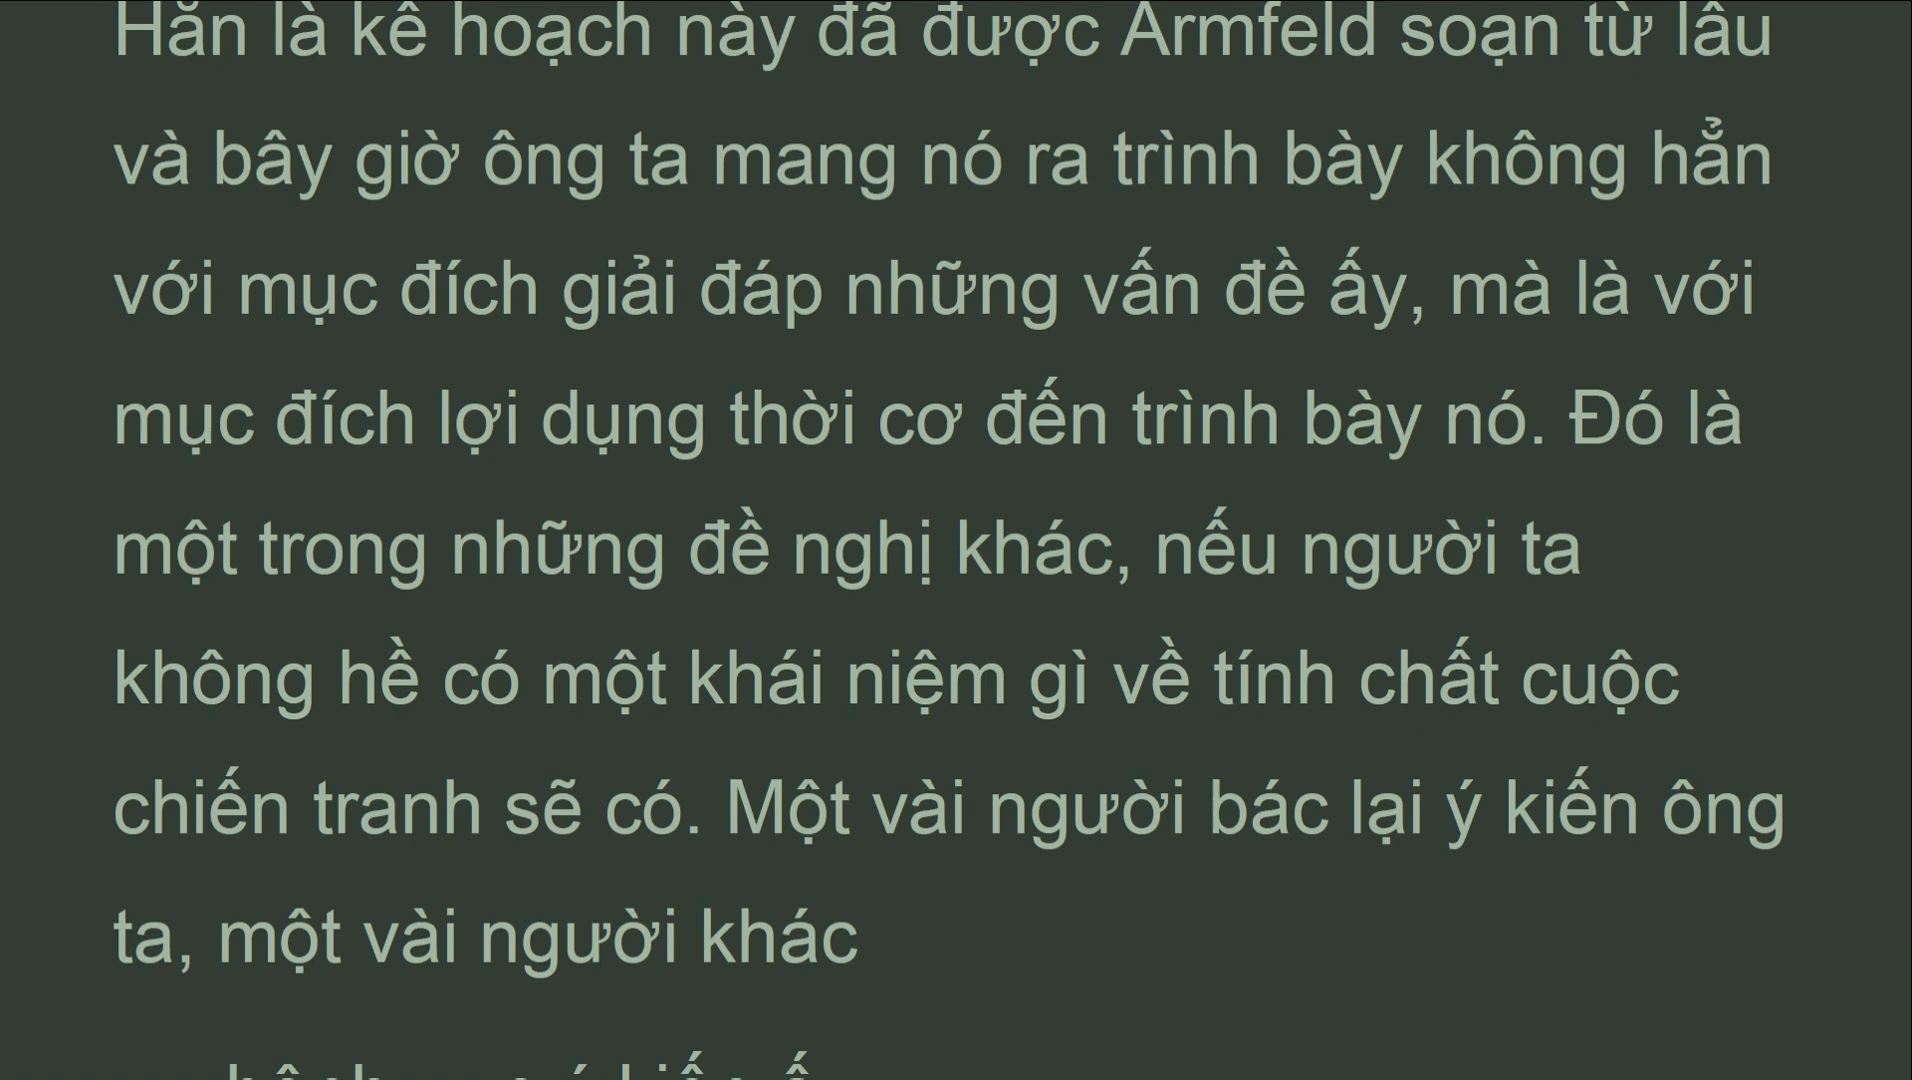 Hẳn là kế hoạch này đã được Armfeld soạn từ lâu
và bây giờ ông ta mang nó ra trình bày không hẳn
với mục đích giải đáp những vấn đề ấy, mà là với
mục đích lợi dụng thời cơ đến trình bày nó. Đó là
một trong những đề nghị khác, nếu người ta
không hề có một khái niệm gì về tính chất cuộc
chiến tranh sẽ có. Một vài người bác lại ý kiến ông
ta, một vài người khác